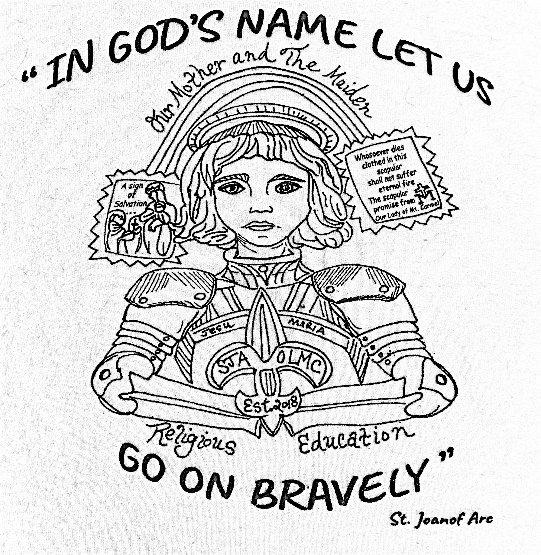 "IN GOD'S NAME LET US
Our Mother and The Maiden
A sign
of
Salvation
Whosoever dies
clothed in this
scapular
shall not suffer
eternal fire
The scapular
promise from
Our Lady of Mt. Carmel
JESU MARIA
SJA OLMC
Est. 2018
Religious Education
GO ON BRAVELY"
St. Joan of Arc